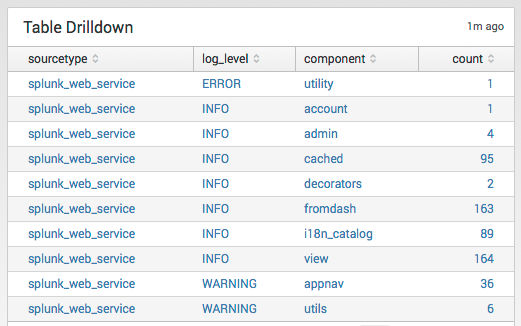 Table Drilldown 1m ago
sourcetype log_level component count
splunk_web_service ERROR utility 1
splunk_web_service INFO account 1
splunk_web_service INFO admin 4
splunk_web_service INFO cached 95
splunk_web_service INFO decorators 2
splunk_web_service INFO fromdash 163
splunk_web_service INFO i18n_catalog 89
splunk_web_service INFO view 164
splunk_web_service WARNING appnav 36
splunk_web_service WARNING utils 6